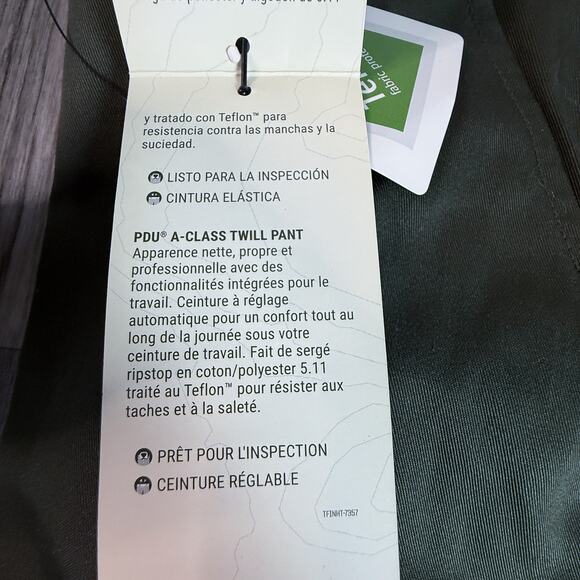 y tratado con Teflon™ para
resistencia contra las manchas y la
suciedad.
LISTO PARA LA INSPECCIÓN
CINTURA ELÁSTICA
PDU® A-CLASS TWILL PANT
Apparence nette, propre et
professionnelle avec des
fonctionnalités intégrées pour le
travail. Ceinture à réglage
automatique pour un confort tout au
long de la journée sous votre
ceinture de travail. Fait de sergé
ripstop en coton/polyester 5.11
traité au Teflon™ pour résister aux
taches et à la saleté.
PRÊT POUR L'INSPECTION
CEINTURE RÉGLABLE
TFINHT-7357
fabric